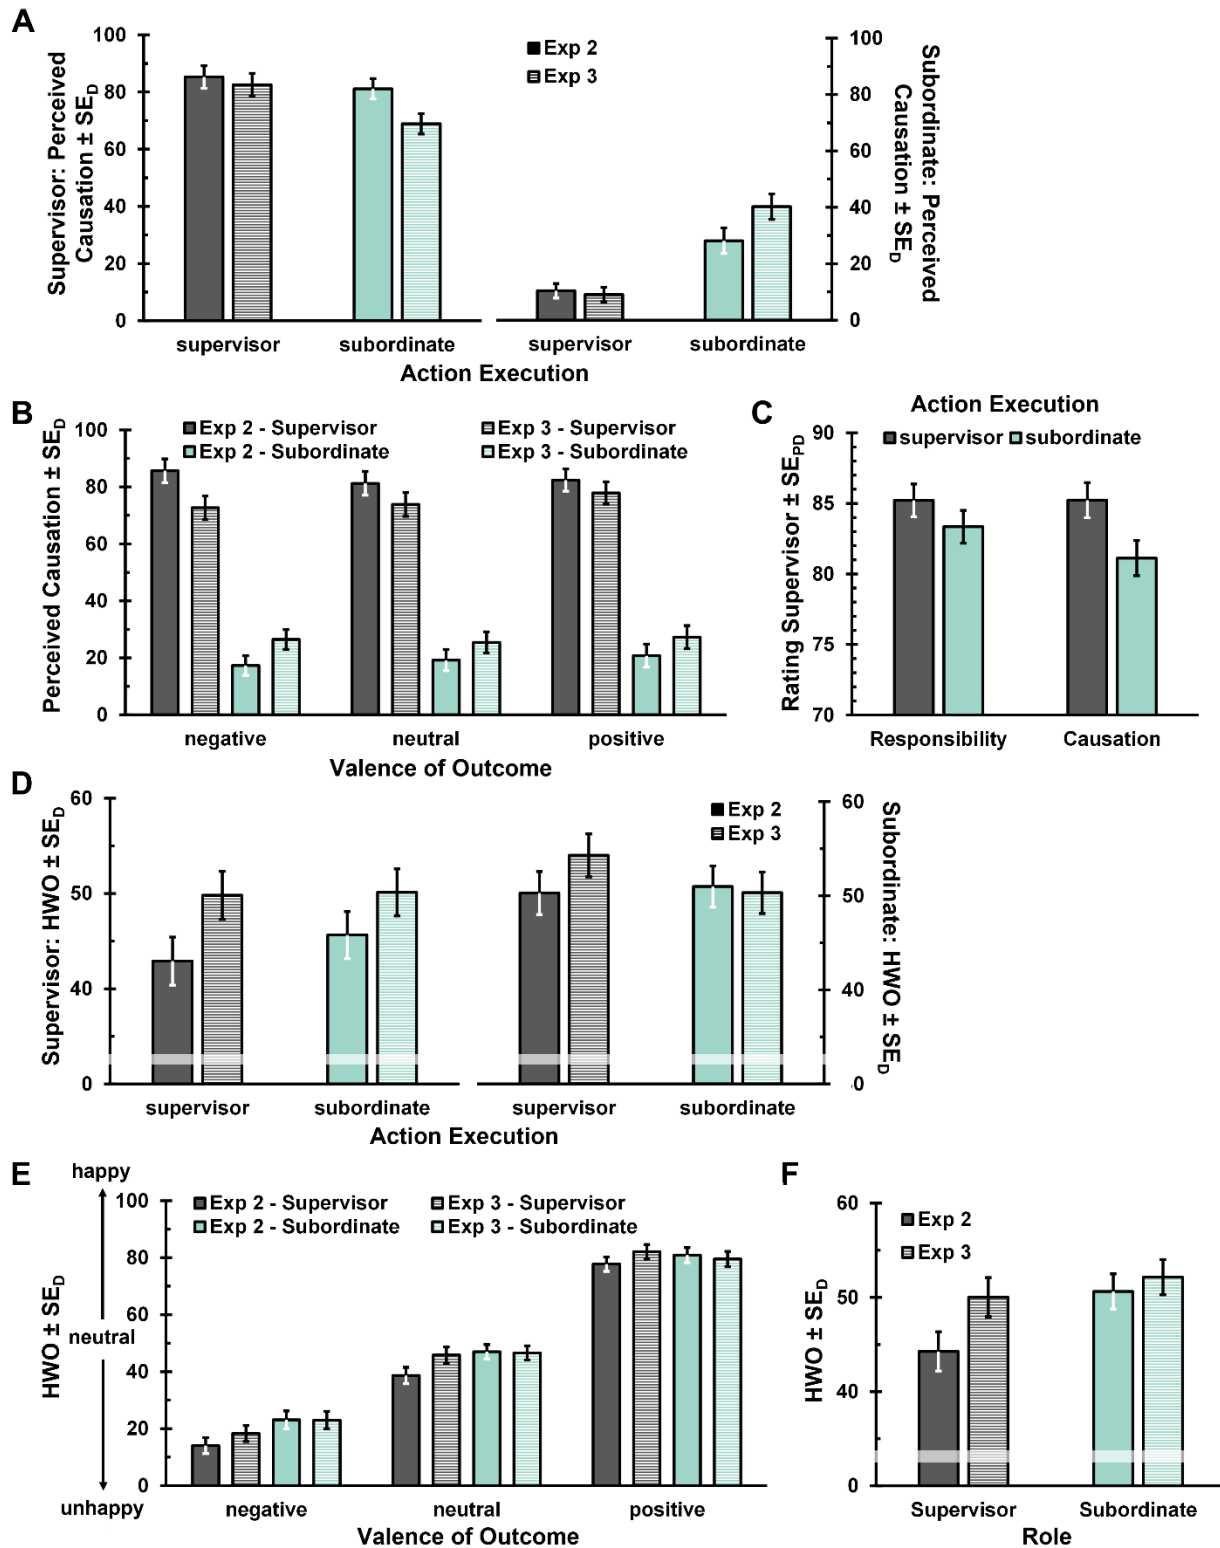 A
Supervisor: Perceived
Causation ± SE_D
100
80
60
40
20
0
supervisor
subordinate
Exp 2
Exp 3
supervisor
subordinate
100
80
60
40
20
0
Subordinate: Perceived
Causation ± SE_D
Action Execution
B
Perceived Causation ± SE_D
100
80
60
40
20
0
Exp 2 - Supervisor
Exp 3 - Supervisor
Exp 2 - Subordinate
Exp 3 - Subordinate
negative
neutral
positive
Valence of Outcome
C
Action Execution
supervisor
subordinate
Rating Supervisor ± SE_PD
90
85
80
75
70
Responsibility
Causation
D
Supervisor: HWO ± SE_D
60
50
40
0
supervisor
subordinate
Exp 2
Exp 3
supervisor
subordinate
60
50
40
0
Subordinate: HWO ± SE_D
Action Execution
E
happy
neutral
unhappy
HWO ± SE_D
100
80
60
40
20
0
Exp 2 - Supervisor
Exp 3 - Supervisor
Exp 2 - Subordinate
Exp 3 - Subordinate
negative
neutral
positive
Valence of Outcome
F
HWO ± SE_D
60
50
40
0
Exp 2
Exp 3
Supervisor
Subordinate
Role